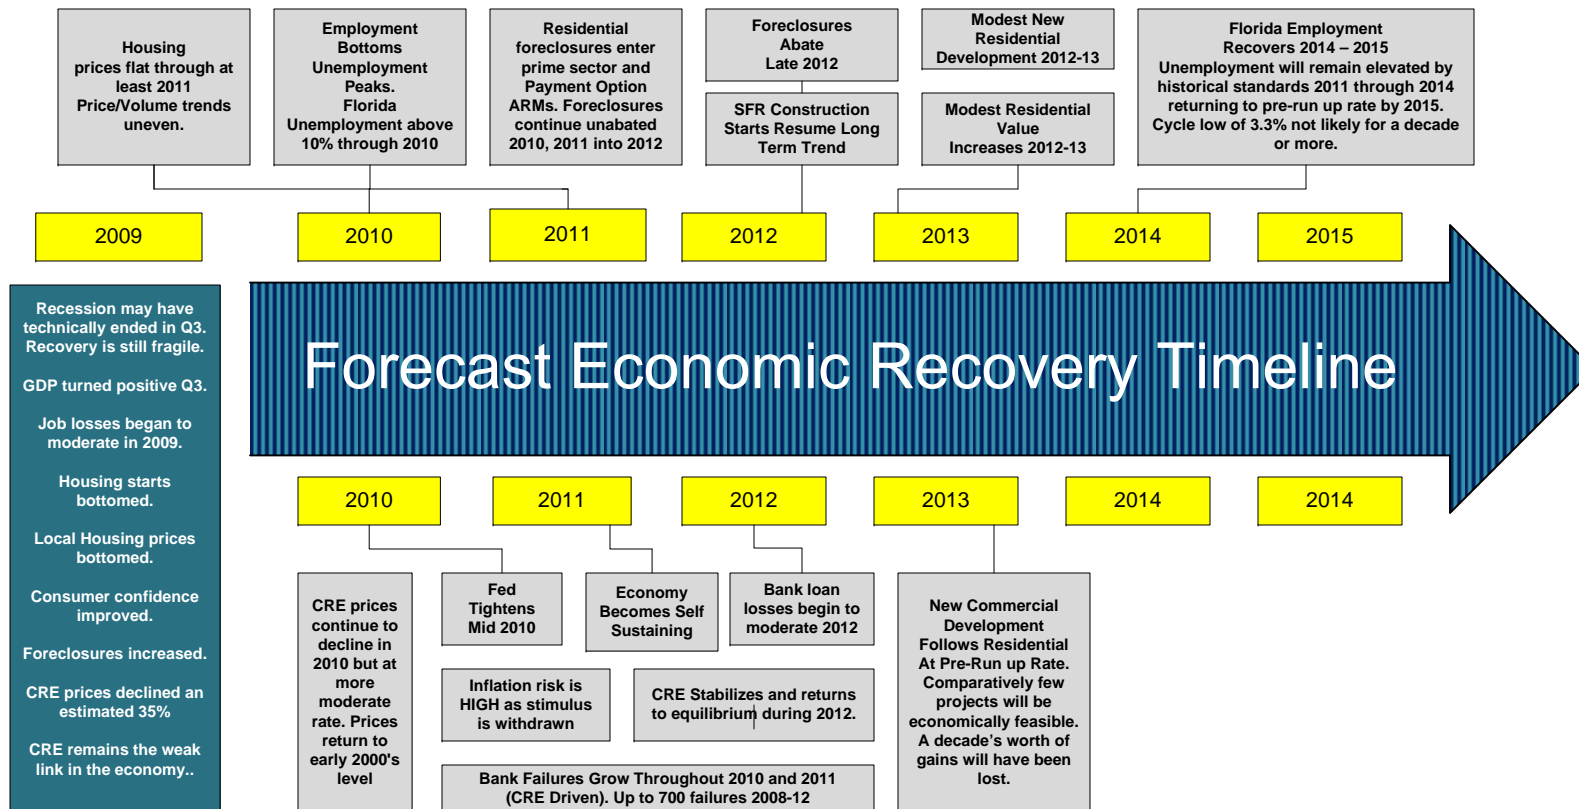 Housing
prices flat through at
least 2011
Price/Volume trends
uneven.
Employment
Bottoms
Unemployment
Peaks.
Florida
Unemployment above
10% through 2010
Residential
foreclosures enter
prime sector and
Payment Option
ARMs. Foreclosures
continue unabated
2010, 2011 into 2012
Foreclosures
Abate
Late 2012
SFR Construction
Starts Resume Long
Term Trend
Modest New
Residential
Development 2012-13
Modest Residential
Value
Increases 2012-13
Florida Employment
Recovers 2014 – 2015
Unemployment will remain elevated by
historical standards 2011 through 2014
returning to pre-run up rate by 2015.
Cycle low of 3.3% not likely for a decade
or more.
2009
2010
2011
2012
2013
2014
2015
Recession may have
technically ended in Q3.
Recovery is still fragile.
GDP turned positive Q3.
Job losses began to
moderate in 2009.
Housing starts
bottomed.
Local Housing prices
bottomed.
Consumer confidence
improved.
Foreclosures increased.
CRE prices declined an
estimated 35%
CRE remains the weak
link in the economy..
Forecast Economic Recovery Timeline
2010
2011
2012
2013
2014
2014
CRE prices
continue to
decline in
2010 but at
more
moderate
rate. Prices
return to
early 2000's
level
Fed
Tightens
Mid 2010
Economy
Becomes Self
Sustaining
Bank loan
losses begin to
moderate 2012
Inflation risk is
HIGH as stimulus
is withdrawn
CRE Stabilizes and returns
to equilibrium during 2012.
Bank Failures Grow Throughout 2010 and 2011
(CRE Driven). Up to 700 failures 2008-12
New Commercial
Development
Follows Residential
At Pre-Run up Rate.
Comparatively few
projects will be
economically feasible.
A decade's worth of
gains will have been
lost.